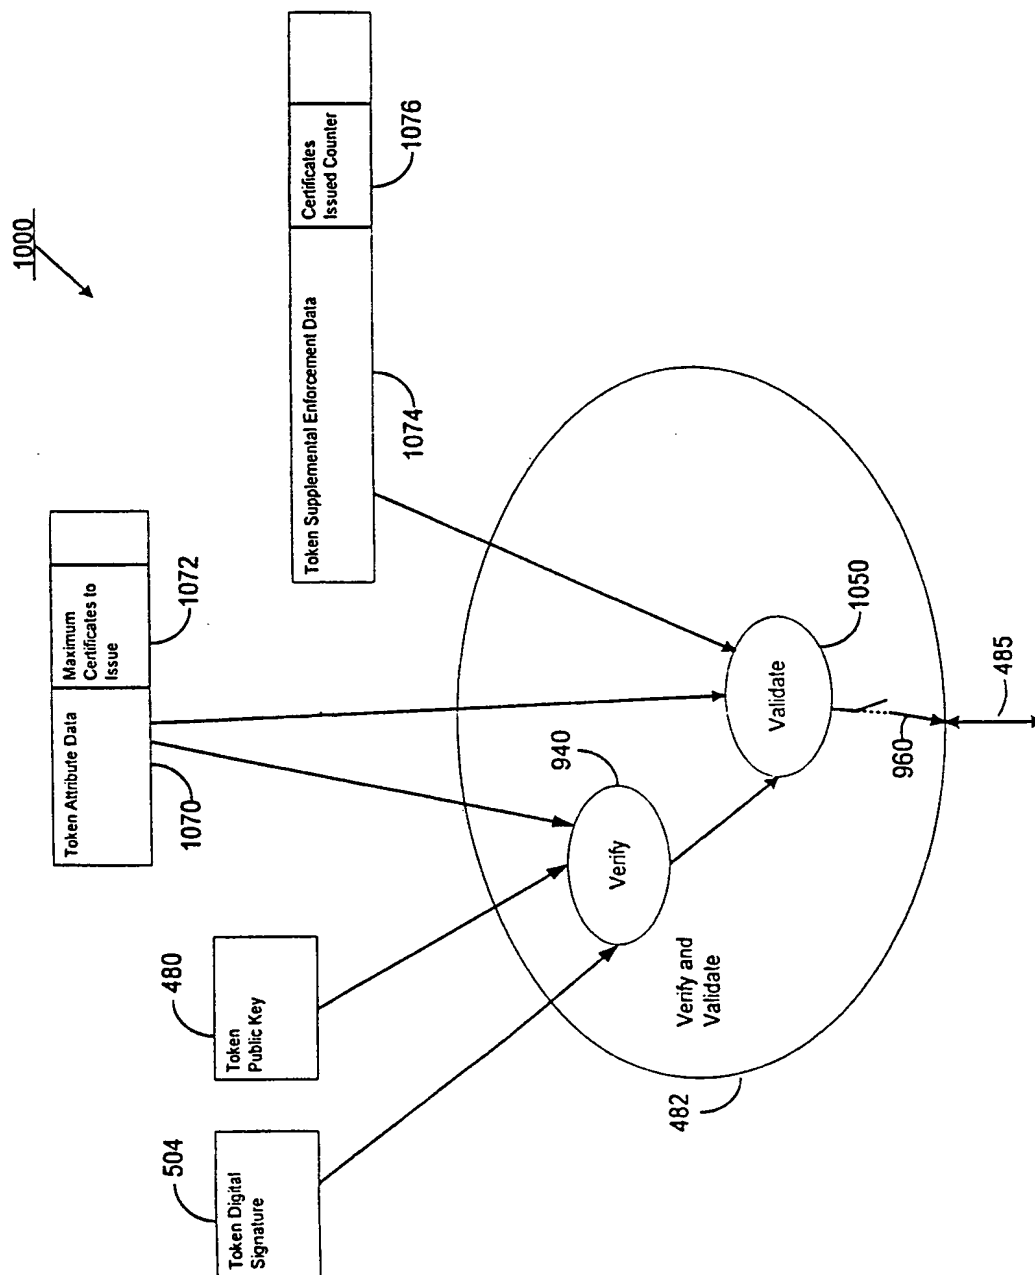 1000
Token Digital
Signature
504
Token
Public Key
480
Token Attribute Data
1070
Maximum
Certificates to
Issue
1072
Token Supplemental Enforcement Data
1074
Certificates
Issued Counter
1076
Verify and
Validate
482
Verify
940
Validate
1050
960
485